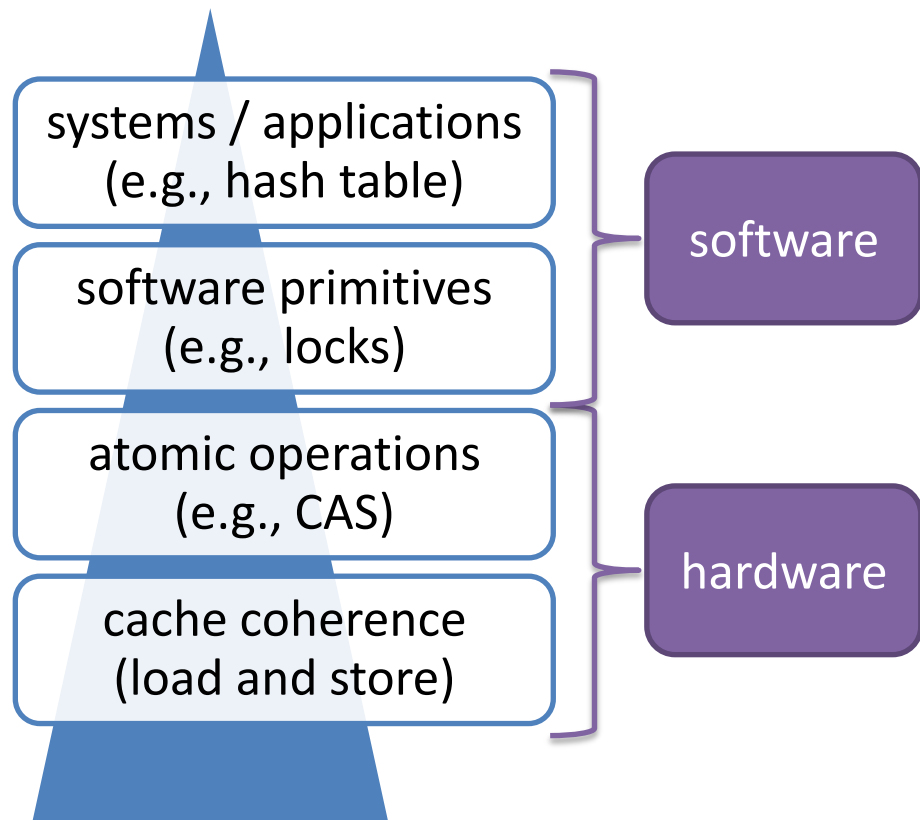 systems / applications
(e.g., hash table)
software primitives
(e.g., locks)
atomic operations
(e.g., CAS)
cache coherence
(load and store)
software
hardware